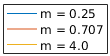 m = 0.25
m = 0.707
m = 4.0